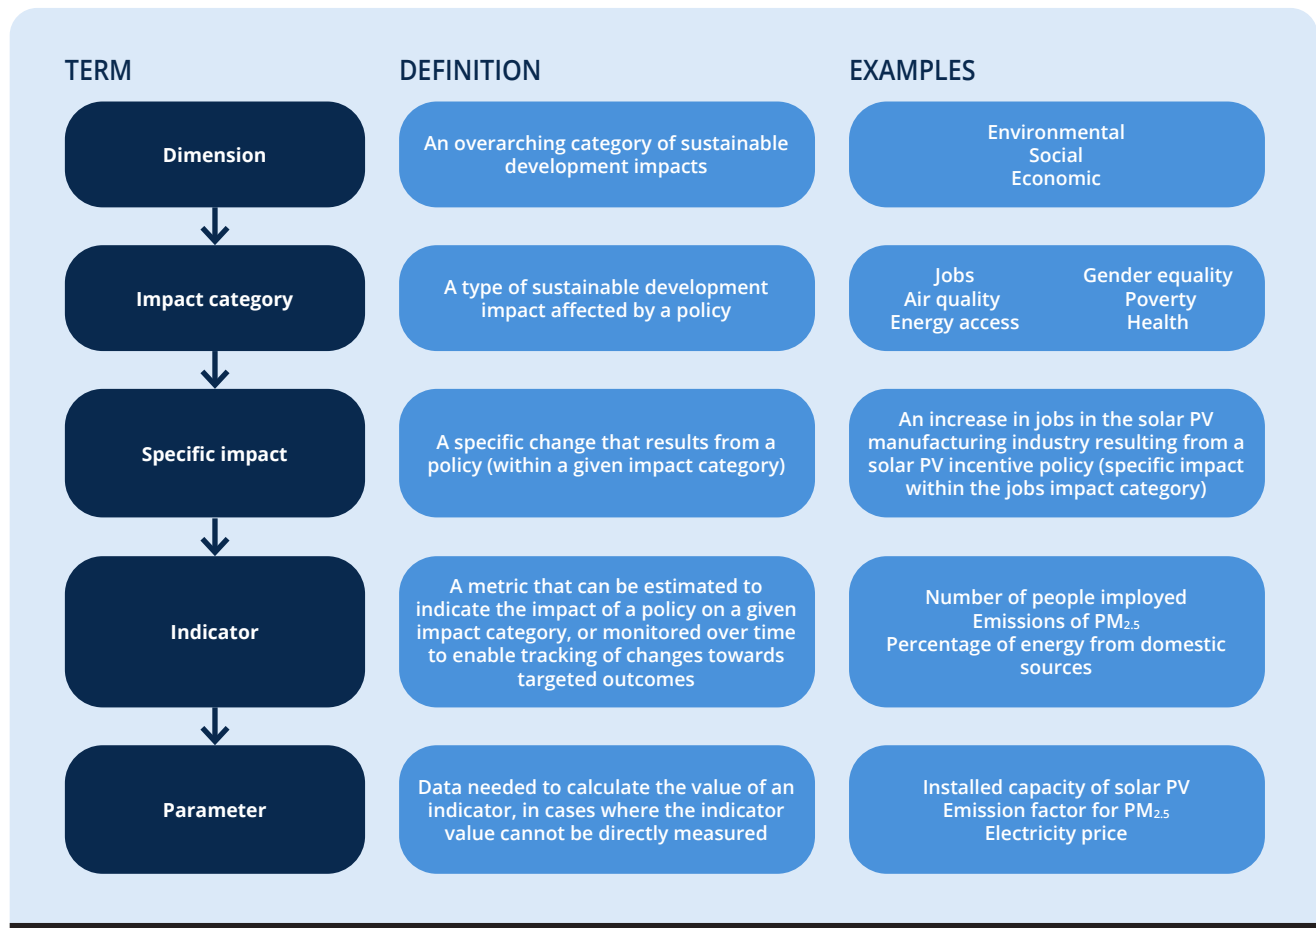 TERM
DEFINITION
EXAMPLES
Dimension
An overarching category of sustainable
development impacts
Environmental
Social
Economic
Impact category
A type of sustainable development
impact affected by a policy
Jobs
Air quality
Energy access
Gender equality
Poverty
Health
Specific impact
A specific change that results from a
policy (within a given impact category)
An increase in jobs in the solar PV
manufacturing industry resulting from a
solar PV incentive policy (specific impact
within the jobs impact category)
Indicator
A metric that can be estimated to
indicate the impact of a policy on a given
impact category, or monitored over time
to enable tracking of changes towards
targeted outcomes
Number of people imployed
Emissions of PM2.5
Percentage of energy from domestic
sources
Parameter
Data needed to calculate the value of an
indicator, in cases where the indicator
value cannot be directly measured
Installed capacity of solar PV
Emission factor for PM2.5
Electricity price